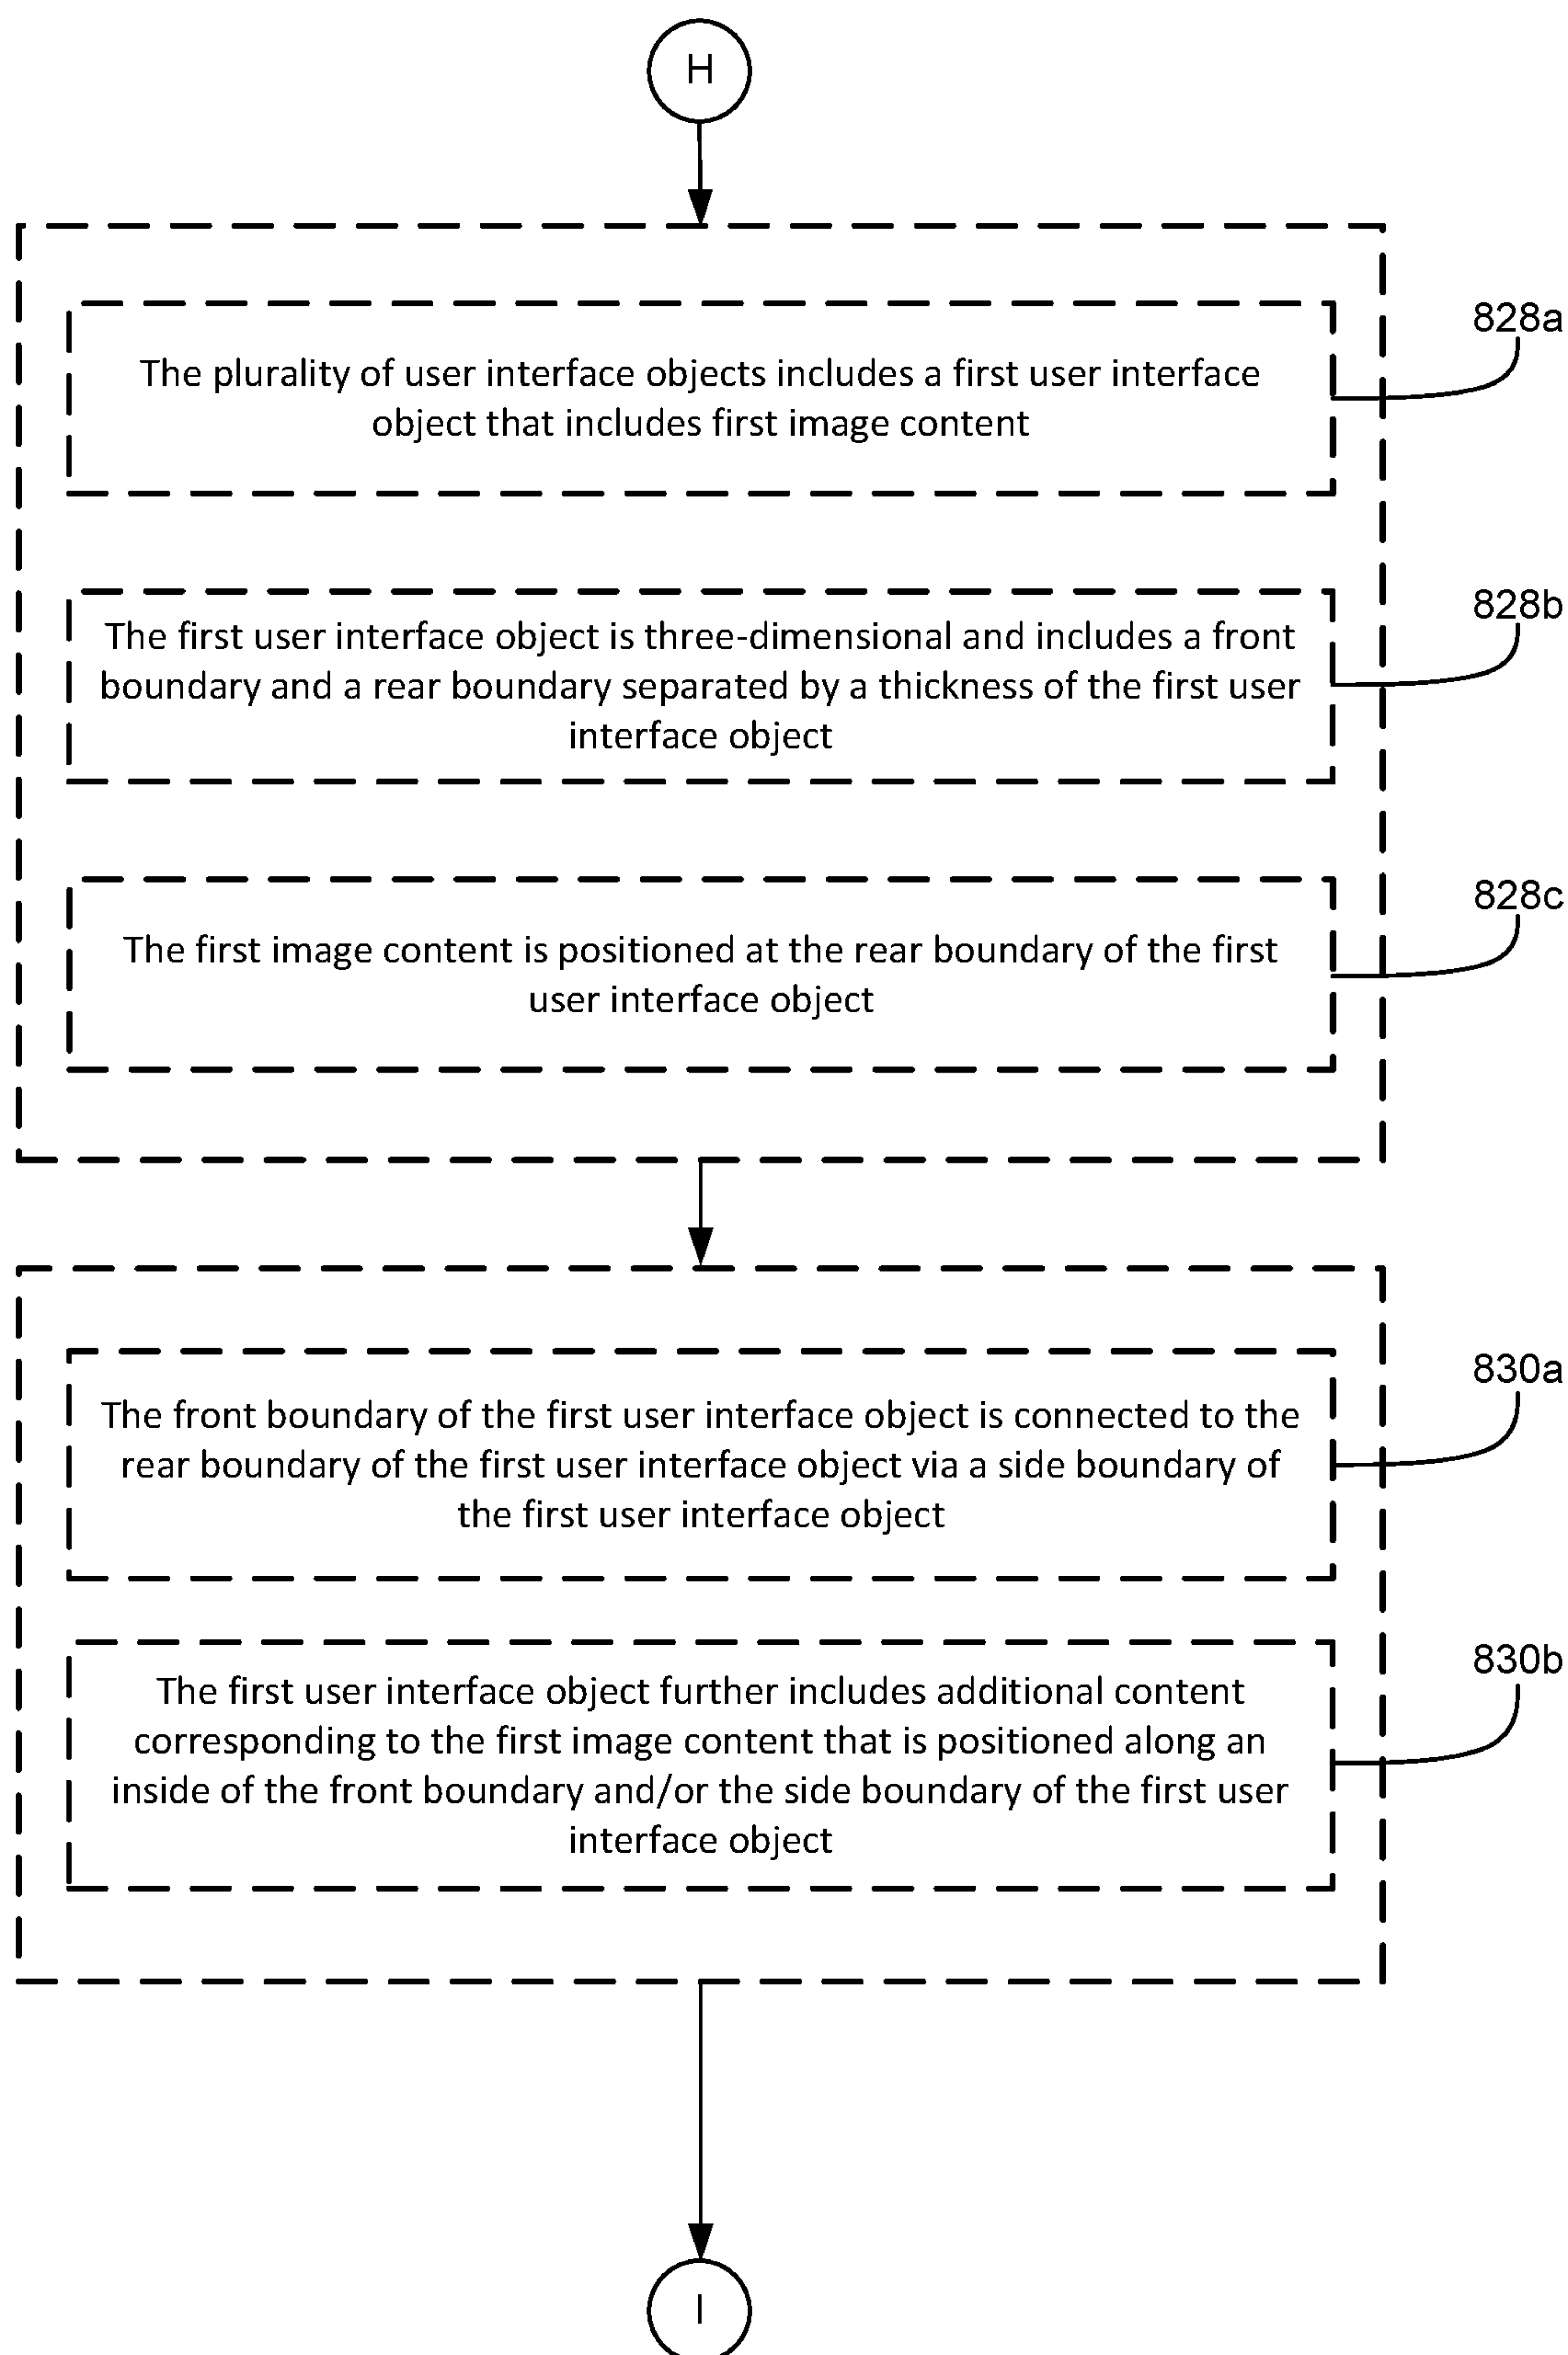 H
828a
The plurality of user interface objects includes a first user interface
object that includes first image content
828b
The first user interface object is three-dimensional and includes a front
boundary and a rear boundary separated by a thickness of the first user
interface object
828c
The first image content is positioned at the rear boundary of the first
user interface object
830a
The front boundary of the first user interface object is connected to the
rear boundary of the first user interface object via a side boundary of
the first user interface object
830b
The first user interface object further includes additional content
corresponding to the first image content that is positioned along an
inside of the front boundary and/or the side boundary of the first user
interface object
I